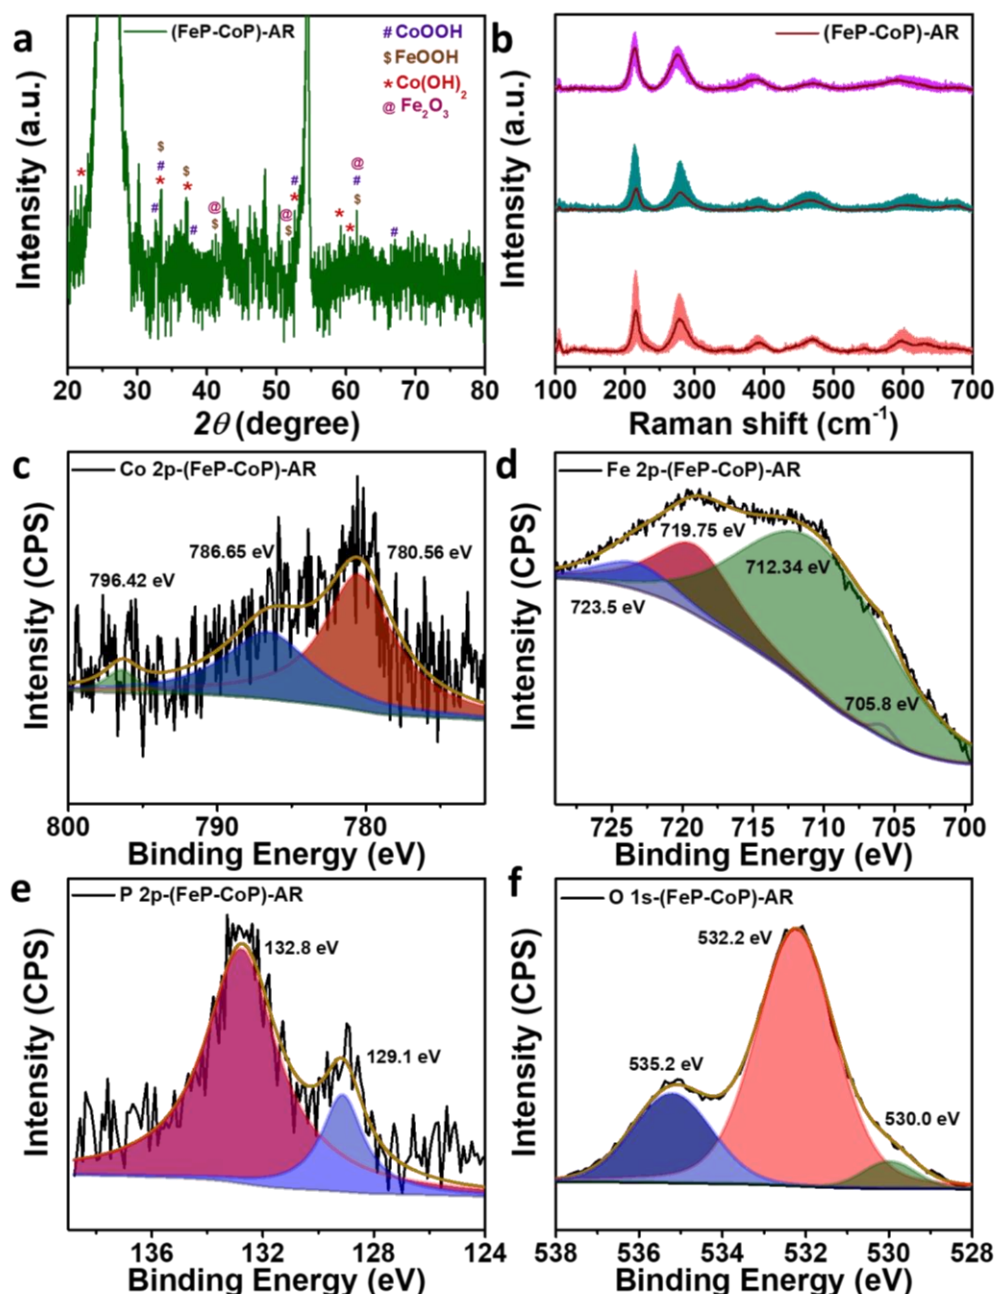 a
(FeP-CoP)-AR
# CoOOH
$ FeOOH
* Co(OH)₂
@ Fe₂O₃
*
$
#
*
#
$
*
#
@
$
@
$
#
*
*
*
@
#
$
#
Intensity (a.u.)
20 30 40 50 60 70 80
2θ (degree)
b
(FeP-CoP)-AR
Intensity (a.u.)
100 200 300 400 500 600 700
Raman shift (cm⁻¹)
c
Co 2p-(FeP-CoP)-AR
796.42 eV
786.65 eV
780.56 eV
Intensity (CPS)
800 790 780
Binding Energy (eV)
d
Fe 2p-(FeP-CoP)-AR
719.75 eV
712.34 eV
723.5 eV
705.8 eV
Intensity (CPS)
725 720 715 710 705 700
Binding Energy (eV)
e
P 2p-(FeP-CoP)-AR
132.8 eV
129.1 eV
Intensity (CPS)
136 132 128 124
Binding Energy (eV)
f
O 1s-(FeP-CoP)-AR
532.2 eV
535.2 eV
530.0 eV
Intensity (CPS)
538 536 534 532 530 528
Binding Energy (eV)